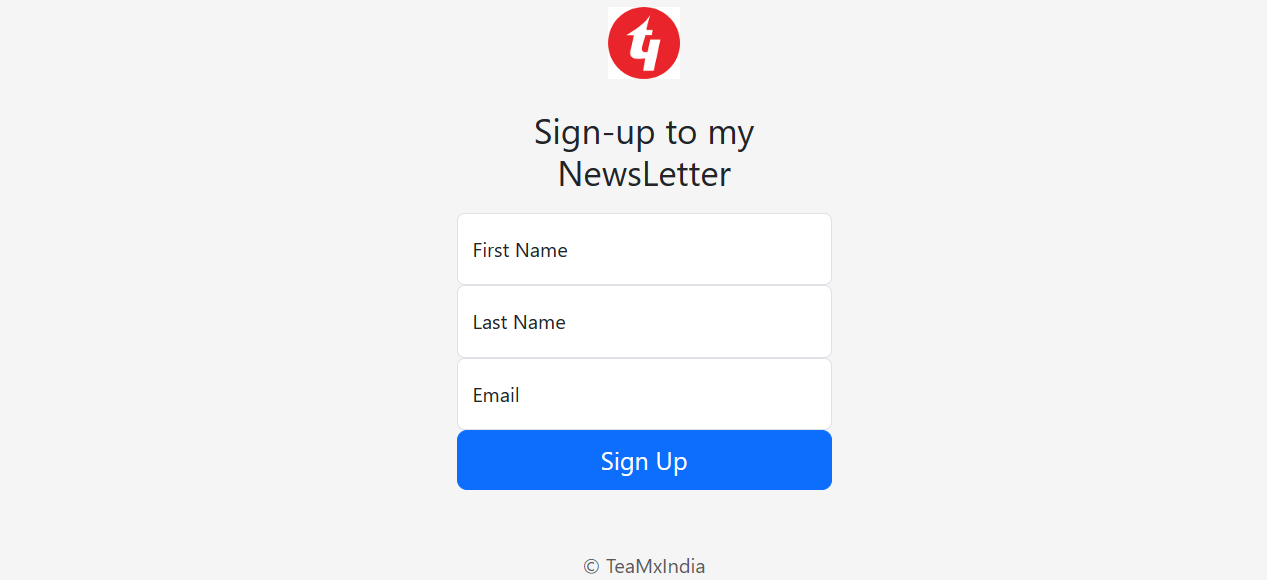 Sign-up to my
NewsLetter
First Name
Last Name
Email
Sign Up
© TeaMxIndia